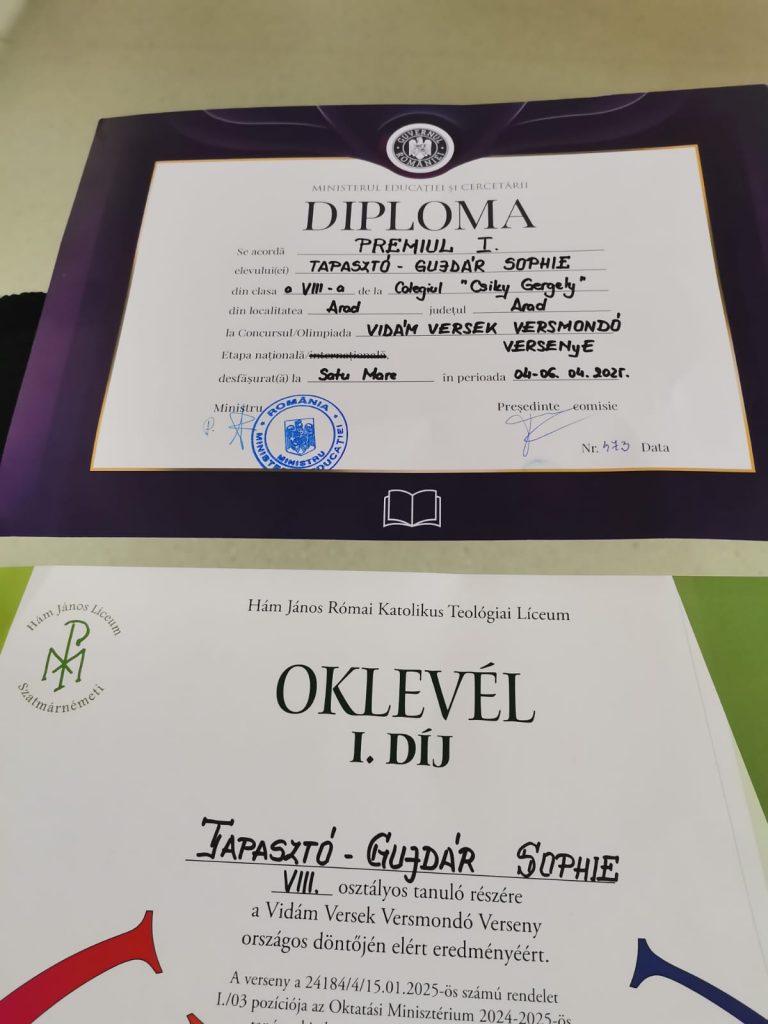 GUVERNUL ROMÂNIEI
MINISTERUL EDUCAȚIEI ȘI CERCETĂRII
DIPLOMA
Se acordă PREMIUL I.
elevului(ei) TAPASZTÓ - GUJDÁR SOPHIE
din clasa a VIII-a de la Colegiul "Csiky Gergely"
din localitatea Arad județul Arad
la Concursul/Olimpiada VIDÁM VERSEK VERSMONDÓ
VERSENYE
Etapa națională/internațională,
desfășurat(ă) la Satu Mare în perioada 04-06. 04. 2025.
Ministru
Președinte comisie
ROMÂNIA
MINISTERUL EDUCAȚIEI
MINISTRU
Nr. 473 Data
Hám János Líceum
Szatmárnémeti
Hám János Római Katolikus Teológiai Líceum
OKLEVÉL
I. DÍJ
TAPASZTÓ - GUJDÁR SOPHIE
VIII. osztályos tanuló részére
a Vidám Versek Versmondó Verseny
országos döntőjén elért eredményéért.
A verseny a 24184/4/15.01.2025-ös számú rendelet
I./03 pozíciója az Oktatási Minisztérium 2024-2025-ös